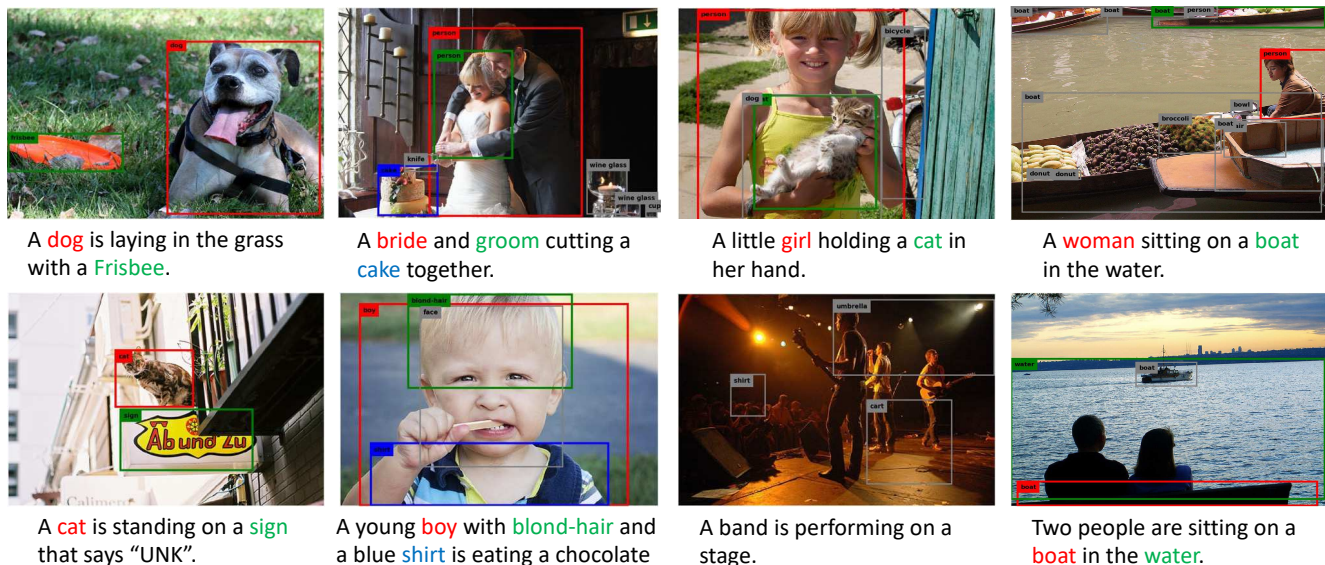 dog
frisbee
A dog is laying in the grass
with a Frisbee.
person
person
knife
wine glass
wine glass
cup
A bride and groom cutting a
cake together.
person
bicycle
dog
A little girl holding a cat in
her hand.
boat
boat
person
person
boat
bowl
broccoli
boat
donut
donut
A woman sitting on a boat
in the water.
cat
sign
Ab und Zu
A cat is standing on a sign
that says “UNK”.
blond-hair
boy
face
A young boy with blond-hair and
a blue shirt is eating a chocolate
umbrella
shirt
cart
A band is performing on a
stage.
water
boat
boat
Two people are sitting on a
boat in the water.